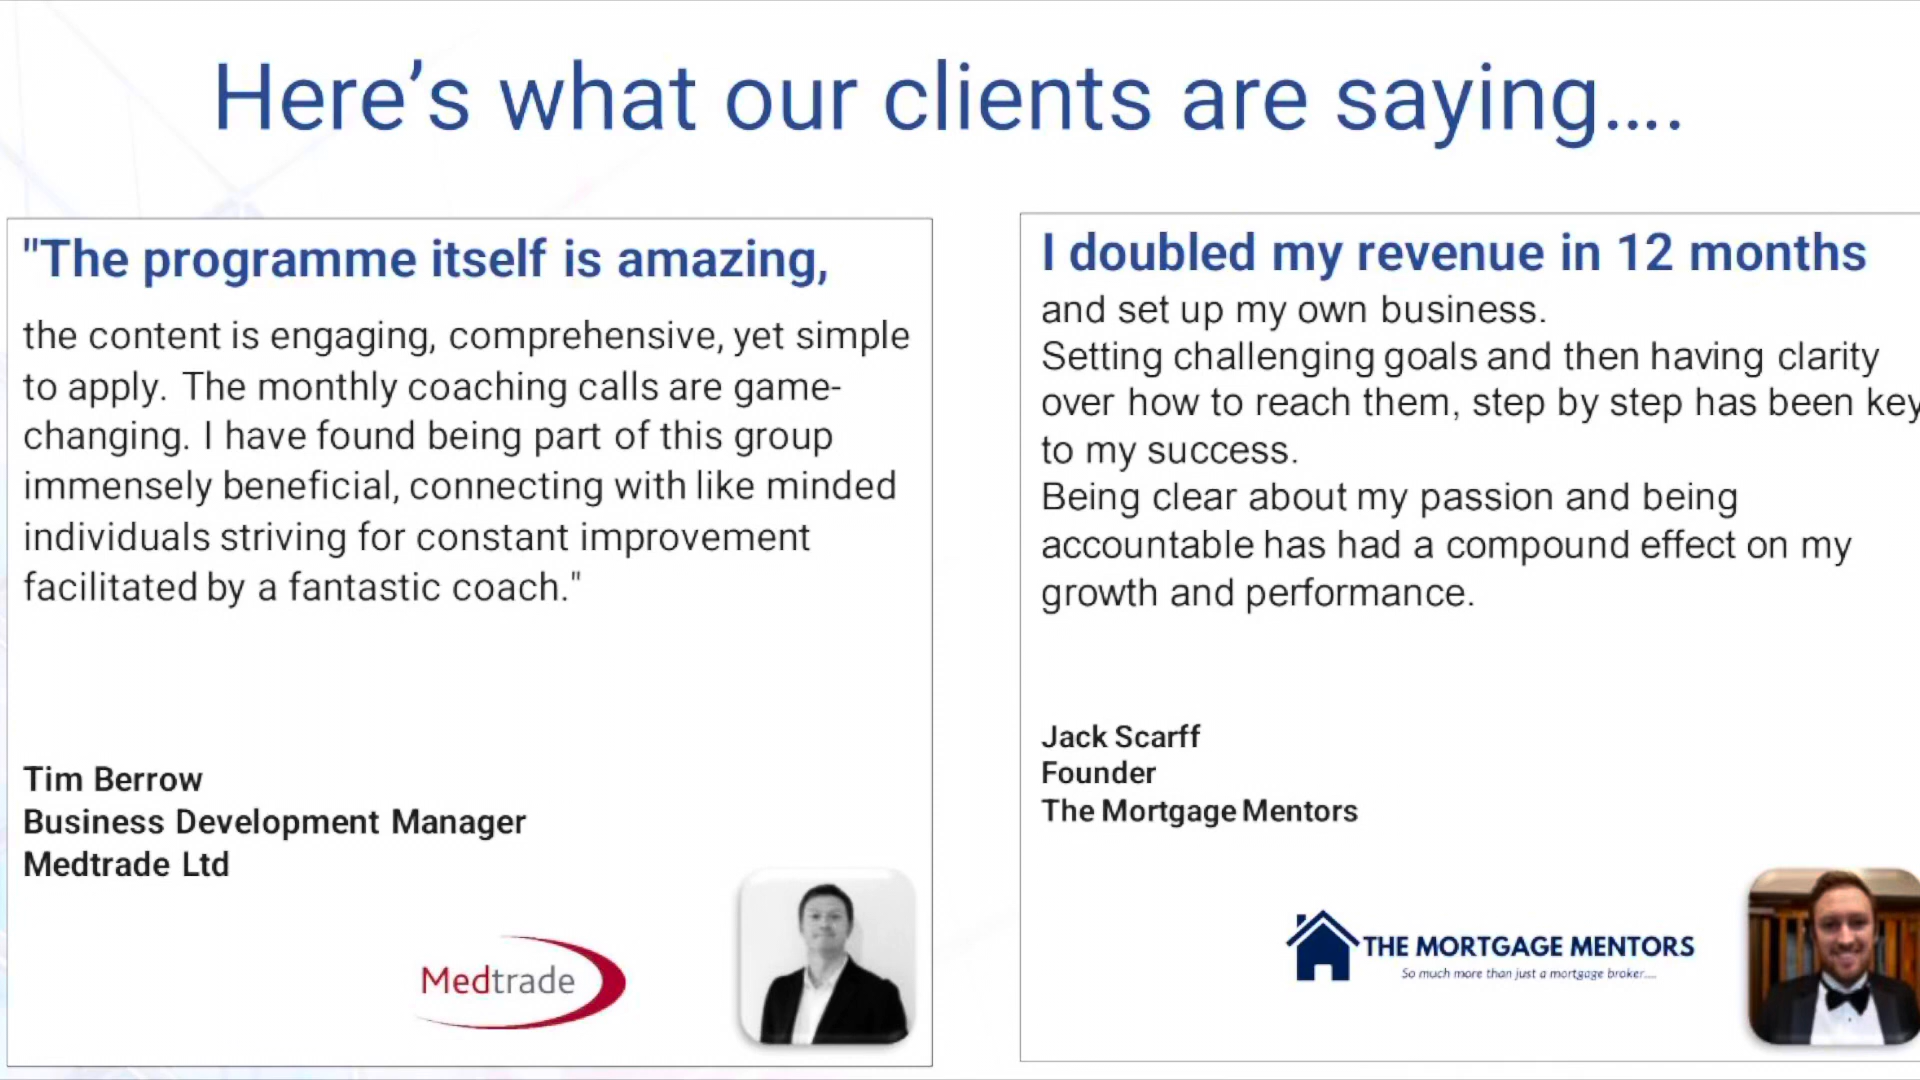 Here’s what our clients are saying....
"The programme itself is amazing,
the content is engaging, comprehensive, yet simple
to apply. The monthly coaching calls are game-
changing. I have found being part of this group
immensely beneficial, connecting with like minded
individuals striving for constant improvement
facilitated by a fantastic coach."
Tim Berrow
Business Development Manager
Medtrade Ltd
Medtrade
I doubled my revenue in 12 months
and set up my own business.
Setting challenging goals and then having clarity
over how to reach them, step by step has been key
to my success.
Being clear about my passion and being
accountable has had a compound effect on my
growth and performance.
Jack Scarff
Founder
The Mortgage Mentors
THE MORTGAGE MENTORS
So much more than just a mortgage broker....